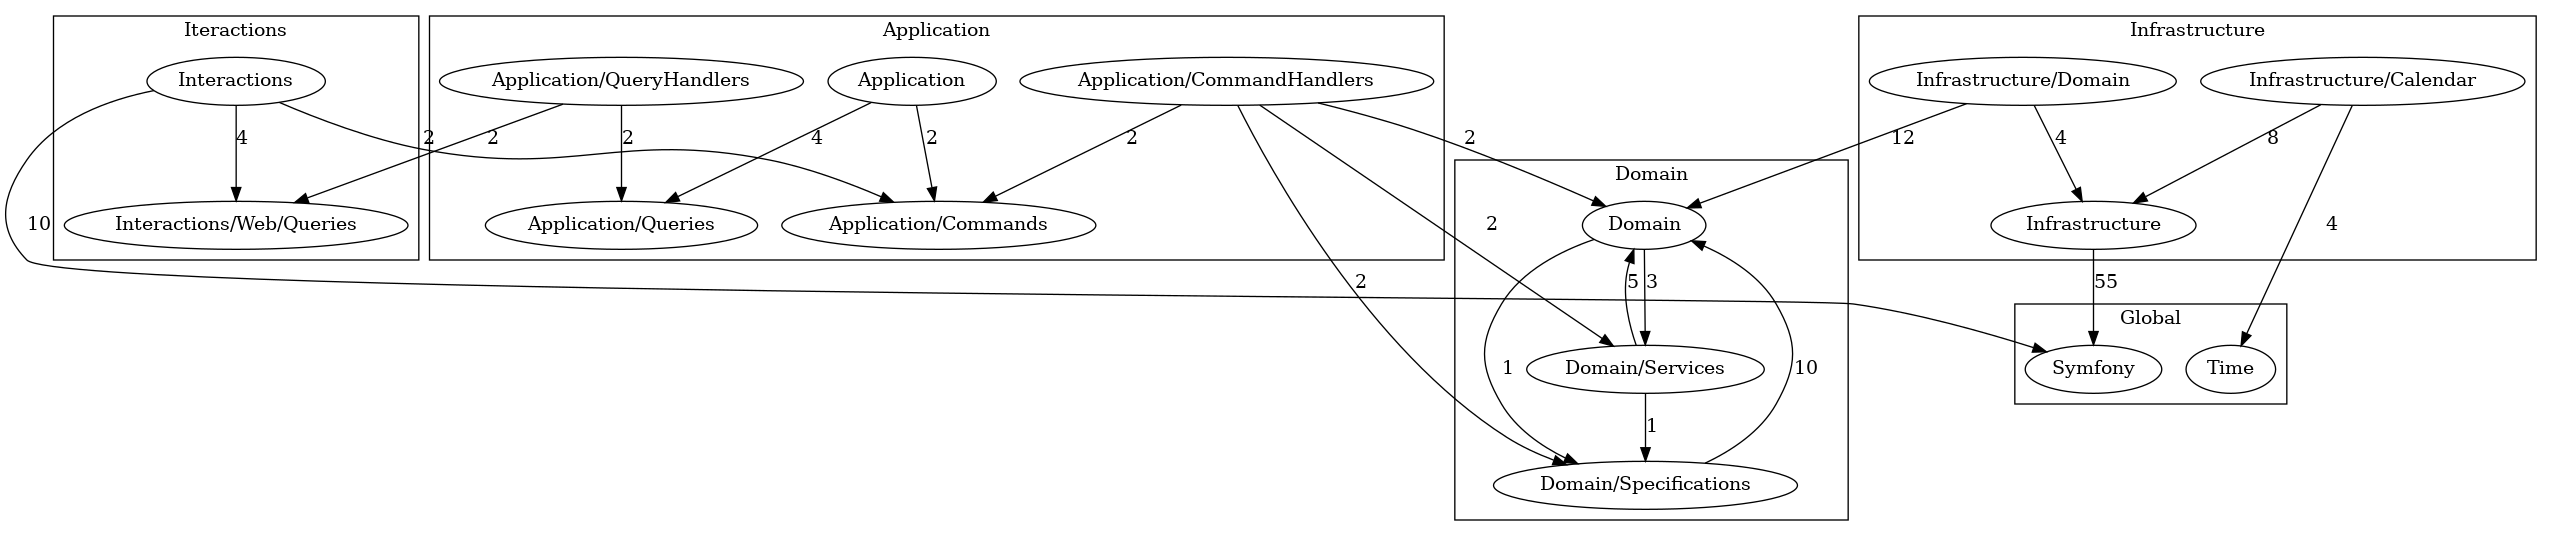 Iteractions
Application
Infrastructure
Interactions
Application/QueryHandlers
Application
Application/CommandHandlers
Infrastructure/Domain
Infrastructure/Calendar
4
2
2
2
4
2
2
2
12
4
8
Domain
10
Interactions/Web/Queries
Application/Queries
Application/Commands
2
Domain
Infrastructure
4
2
5
3
55
Global
1
Domain/Services
10
Symfony
Time
1
Domain/Specifications